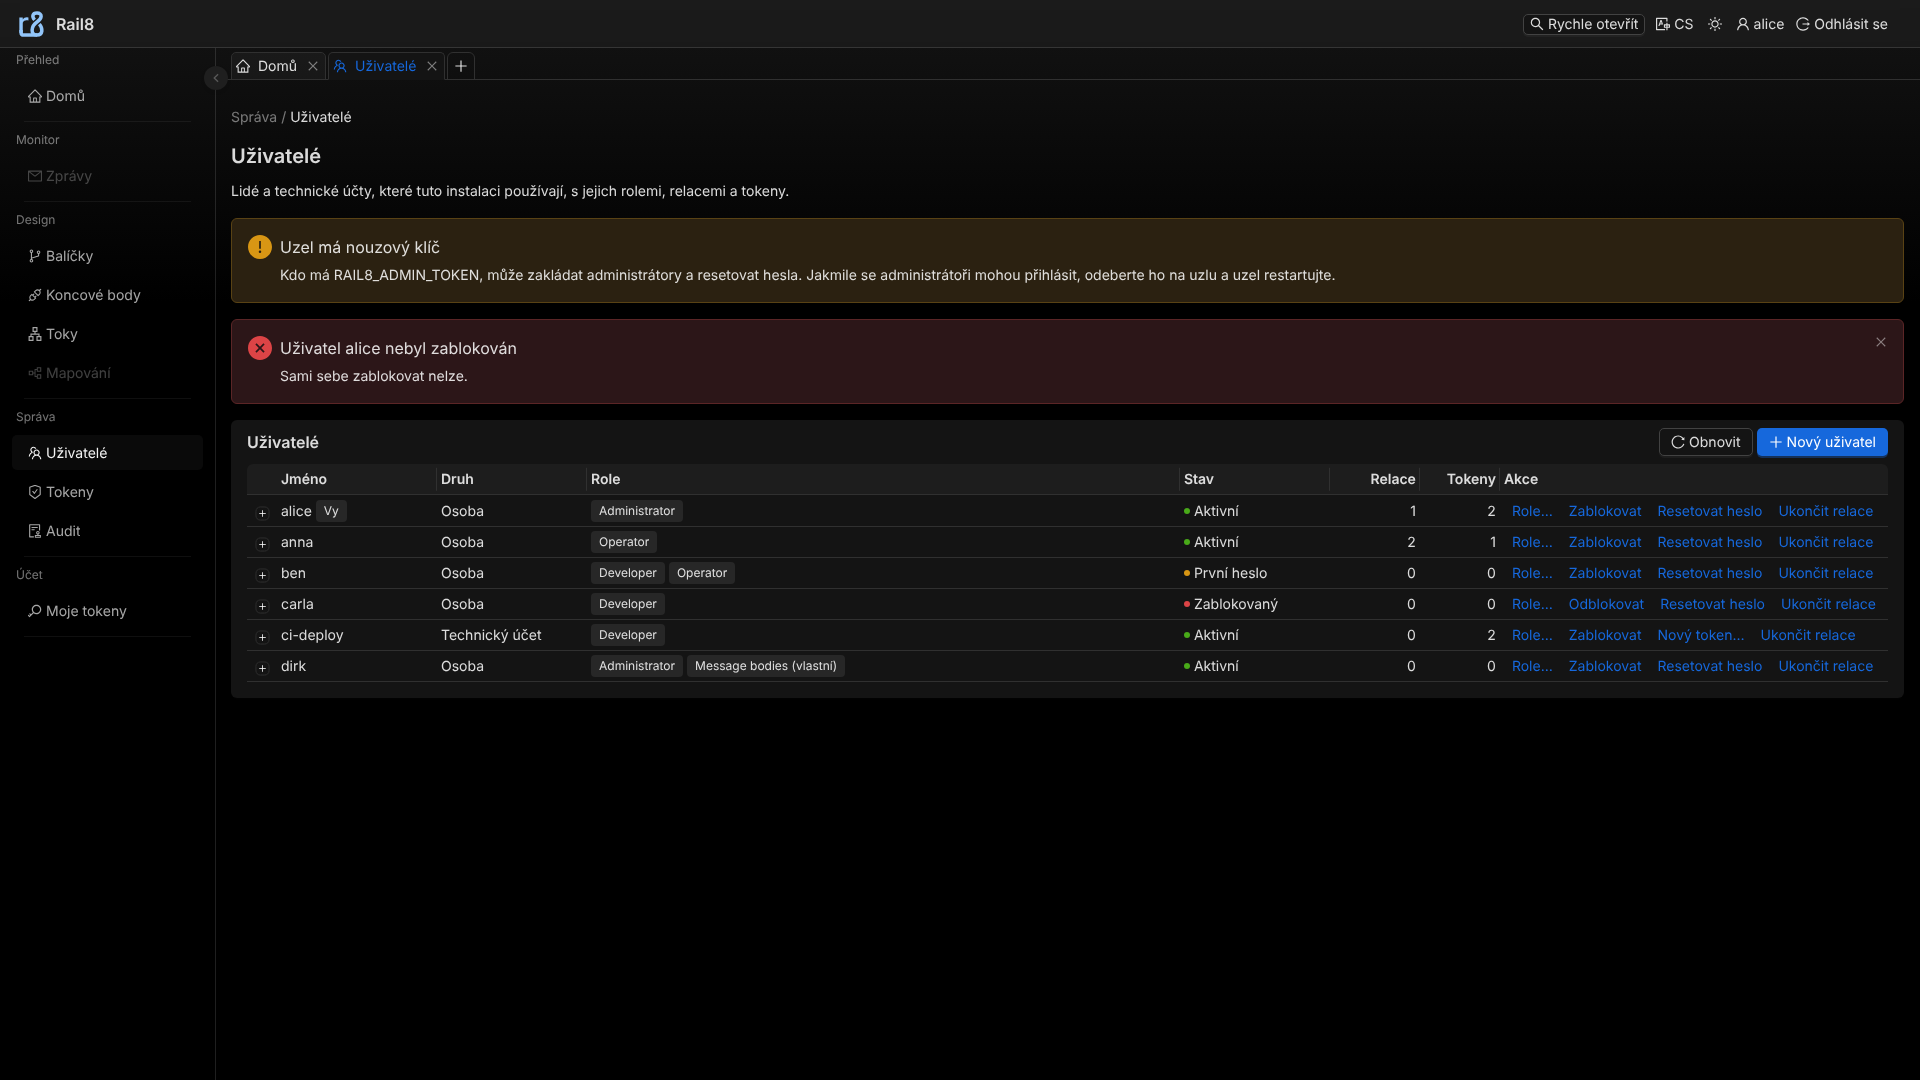 Rail8
Rychle otevřít CS alice Odhlásit se
Přehled
Domů
Monitor
Zprávy
Design
Balíčky
Koncové body
Toky
Mapování
Správa
Uživatelé
Tokeny
Audit
Účet
Moje tokeny
Domů Uživatelé
Správa / Uživatelé
Uživatelé
Lidé a technické účty, které tuto instalaci používají, s jejich rolemi, relacemi a tokeny.
Uzel má nouzový klíč
Kdo má RAIL8_ADMIN_TOKEN, může zakládat administrátory a resetovat hesla. Jakmile se administrátoři mohou přihlásit, odeberte ho na uzlu a uzel restartujte.
Uživatel alice nebyl zablokován
Sami sebe zablokovat nelze.
Uživatelé Obnovit Nový uživatel
Jméno Druh Role Stav Relace Tokeny Akce
alice Vy Osoba Administrator Aktivní 1 2 Role... Zablokovat Resetovat heslo Ukončit relace
anna Osoba Operator Aktivní 2 1 Role... Zablokovat Resetovat heslo Ukončit relace
ben Osoba Developer Operator První heslo 0 0 Role... Zablokovat Resetovat heslo Ukončit relace
carla Osoba Developer Zablokovaný 0 0 Role... Odblokovat Resetovat heslo Ukončit relace
ci-deploy Technický účet Developer Aktivní 0 2 Role... Zablokovat Nový token... Ukončit relace
dirk Osoba Administrator Message bodies (vlastní) Aktivní 0 0 Role... Zablokovat Resetovat heslo Ukončit relace